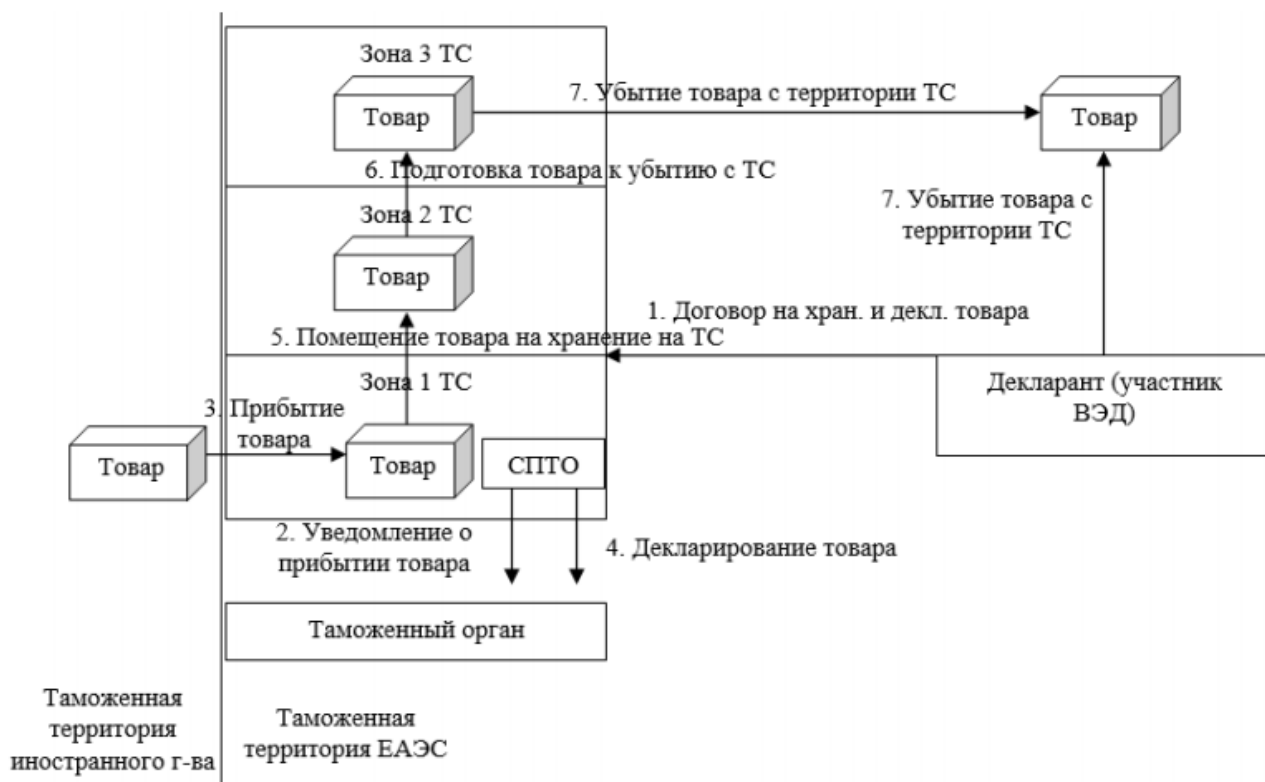 Зона 3 ТС
Товар
7. Убытие товара с территории ТС
Товар
6. Подготовка товара к убытию с ТС
Зона 2 ТС
Товар
7. Убытие товара с
территории ТС
1. Договор на хран. и декл. товара
5. Помещение товара на хранение на ТС
Зона 1 ТС
Декларант (участник
ВЭД)
3. Прибытие
товара
Товар
Товар
СПТО
2. Уведомление о
прибытии товара
4. Декларирование товара
Таможенный орган
Таможенная
территория
иностранного г-ва
Таможенная
территория ЕАЭС